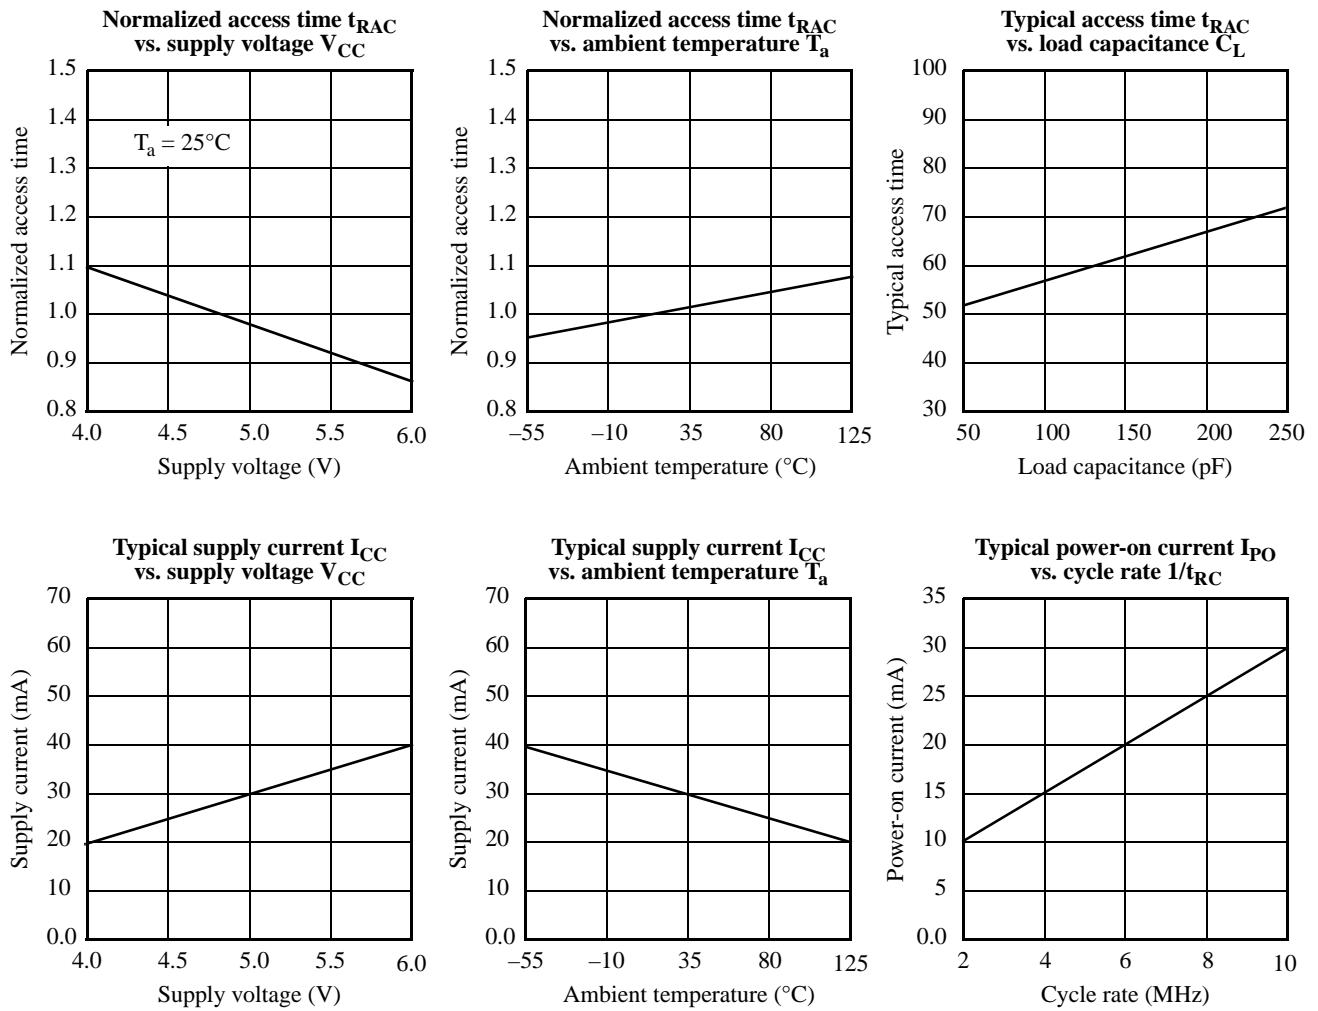 Normalized access time tRAC
vs. supply voltage VCC
1.5
1.4
1.3
1.2
1.1
1.0
0.9
0.8
Normalized access time
Ta = 25°C
4.0 4.5 5.0 5.5 6.0
Supply voltage (V)
Normalized access time tRAC
vs. ambient temperature Ta
1.5
1.4
1.3
1.2
1.1
1.0
0.9
0.8
Normalized access time
–55 –10 35 80 125
Ambient temperature (°C)
Typical access time tRAC
vs. load capacitance CL
100
90
80
70
60
50
40
30
Typical access time
50 100 150 200 250
Load capacitance (pF)
Typical supply current ICC
vs. supply voltage VCC
70
60
50
40
30
20
10
0.0
Supply current (mA)
4.0 4.5 5.0 5.5 6.0
Supply voltage (V)
Typical supply current ICC
vs. ambient temperature Ta
70
60
50
40
30
20
10
0.0
Supply current (mA)
–55 –10 35 80 125
Ambient temperature (°C)
Typical power-on current IPO
vs. cycle rate 1/tRC
35
30
25
20
15
10
5
0.0
Power-on current (mA)
2 4 6 8 10
Cycle rate (MHz)